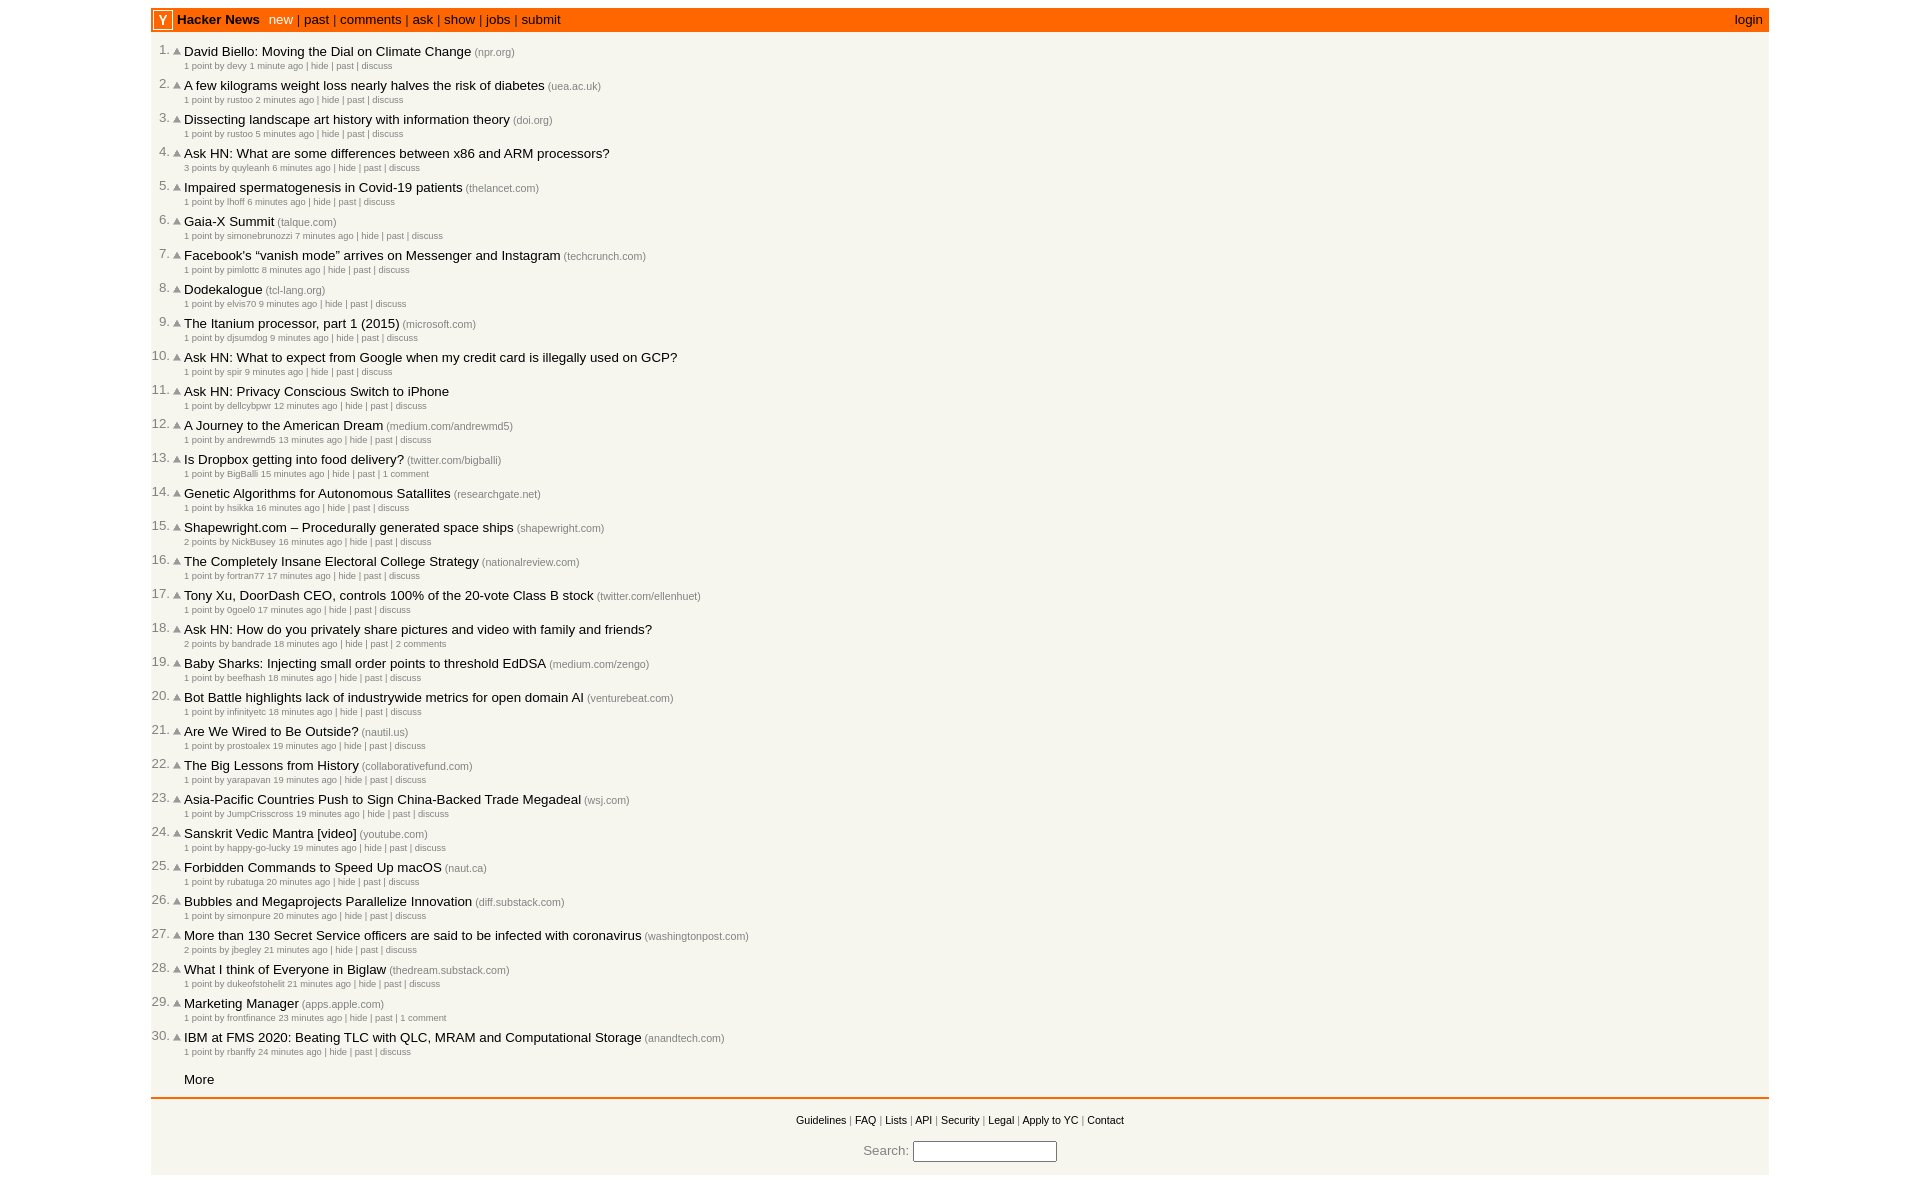 Y Hacker News new | past | comments | ask | show | jobs | submit login
1. David Biello: Moving the Dial on Climate Change (npr.org)
1 point by devy 1 minute ago | hide | past | discuss
2. A few kilograms weight loss nearly halves the risk of diabetes (uea.ac.uk)
1 point by rustoo 2 minutes ago | hide | past | discuss
3. Dissecting landscape art history with information theory (doi.org)
1 point by rustoo 5 minutes ago | hide | past | discuss
4. Ask HN: What are some differences between x86 and ARM processors?
3 points by quyleanh 6 minutes ago | hide | past | discuss
5. Impaired spermatogenesis in Covid-19 patients (thelancet.com)
1 point by lhoff 6 minutes ago | hide | past | discuss
6. Gaia-X Summit (talque.com)
1 point by simonebrunozzi 7 minutes ago | hide | past | discuss
7. Facebook's “vanish mode” arrives on Messenger and Instagram (techcrunch.com)
1 point by pimlottc 8 minutes ago | hide | past | discuss
8. Dodekalogue (tcl-lang.org)
1 point by elvis70 9 minutes ago | hide | past | discuss
9. The Itanium processor, part 1 (2015) (microsoft.com)
1 point by djsumdog 9 minutes ago | hide | past | discuss
10. Ask HN: What to expect from Google when my credit card is illegally used on GCP?
1 point by spir 9 minutes ago | hide | past | discuss
11. Ask HN: Privacy Conscious Switch to iPhone
1 point by dellcybpwr 12 minutes ago | hide | past | discuss
12. A Journey to the American Dream (medium.com/andrewmd5)
1 point by andrewmd5 13 minutes ago | hide | past | discuss
13. Is Dropbox getting into food delivery? (twitter.com/bigballi)
1 point by BigBalli 15 minutes ago | hide | past | 1 comment
14. Genetic Algorithms for Autonomous Satallites (researchgate.net)
1 point by hsikka 16 minutes ago | hide | past | discuss
15. Shapewright.com – Procedurally generated space ships (shapewright.com)
2 points by NickBusey 16 minutes ago | hide | past | discuss
16. The Completely Insane Electoral College Strategy (nationalreview.com)
1 point by fortran77 17 minutes ago | hide | past | discuss
17. Tony Xu, DoorDash CEO, controls 100% of the 20-vote Class B stock (twitter.com/ellenhuet)
1 point by 0goel0 17 minutes ago | hide | past | discuss
18. Ask HN: How do you privately share pictures and video with family and friends?
2 points by bandrade 18 minutes ago | hide | past | 2 comments
19. Baby Sharks: Injecting small order points to threshold EdDSA (medium.com/zengo)
1 point by beefhash 18 minutes ago | hide | past | discuss
20. Bot Battle highlights lack of industrywide metrics for open domain AI (venturebeat.com)
1 point by infinityetc 18 minutes ago | hide | past | discuss
21. Are We Wired to Be Outside? (nautil.us)
1 point by prostoalex 19 minutes ago | hide | past | discuss
22. The Big Lessons from History (collaborativefund.com)
1 point by yarapavan 19 minutes ago | hide | past | discuss
23. Asia-Pacific Countries Push to Sign China-Backed Trade Megadeal (wsj.com)
1 point by JumpCrisscross 19 minutes ago | hide | past | discuss
24. Sanskrit Vedic Mantra [video] (youtube.com)
1 point by happy-go-lucky 19 minutes ago | hide | past | discuss
25. Forbidden Commands to Speed Up macOS (naut.ca)
1 point by rubatuga 20 minutes ago | hide | past | discuss
26. Bubbles and Megaprojects Parallelize Innovation (diff.substack.com)
1 point by simonpure 20 minutes ago | hide | past | discuss
27. More than 130 Secret Service officers are said to be infected with coronavirus (washingtonpost.com)
2 points by jbegley 21 minutes ago | hide | past | discuss
28. What I think of Everyone in Biglaw (thedream.substack.com)
1 point by dukeofstohelit 21 minutes ago | hide | past | discuss
29. Marketing Manager (apps.apple.com)
1 point by frontfinance 23 minutes ago | hide | past | 1 comment
30. IBM at FMS 2020: Beating TLC with QLC, MRAM and Computational Storage (anandtech.com)
1 point by rbanffy 24 minutes ago | hide | past | discuss
More
Guidelines | FAQ | Lists | API | Security | Legal | Apply to YC | Contact
Search: